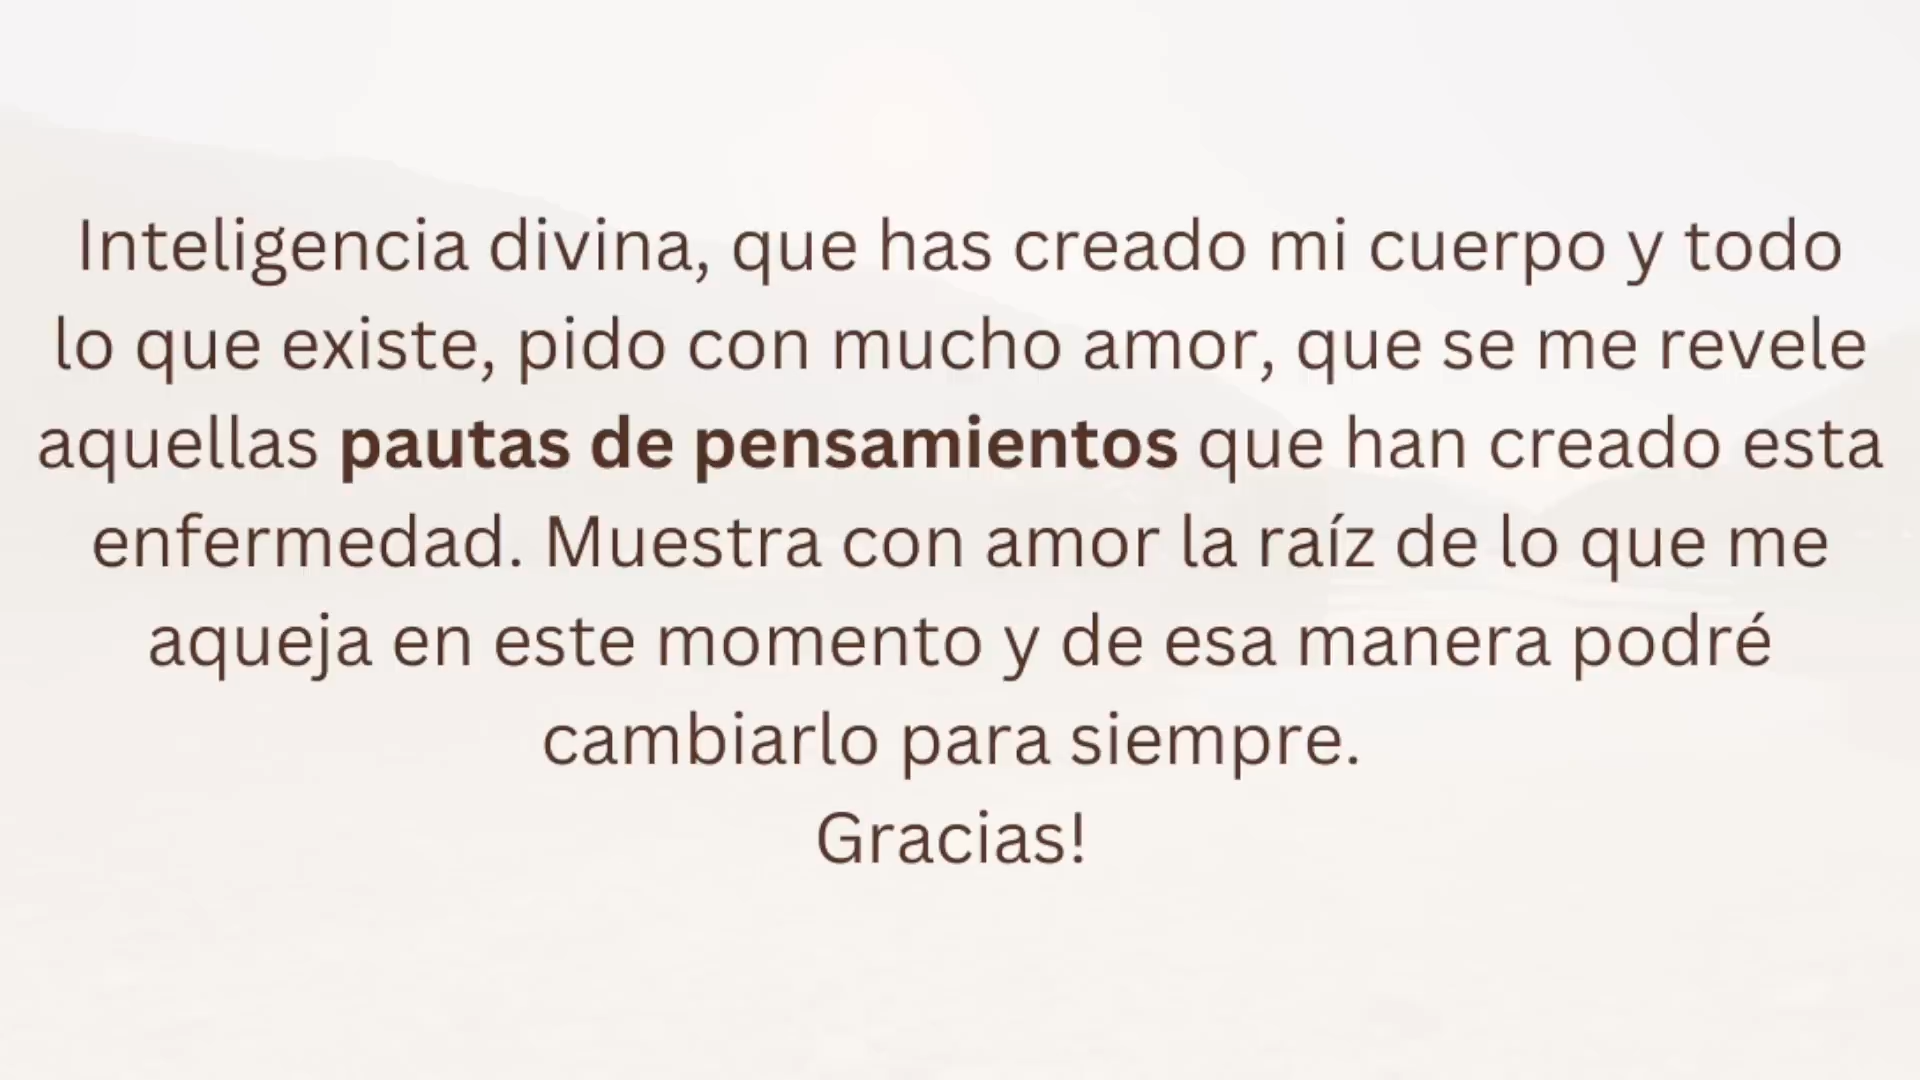 Inteligencia divina, que has creado mi cuerpo y todo
lo que existe, pido con mucho amor, que se me revele
aquellas pautas de pensamientos que han creado esta
enfermedad. Muestra con amor la raíz de lo que me
aqueja en este momento y de esa manera podré
cambiarlo para siempre.
Gracias!